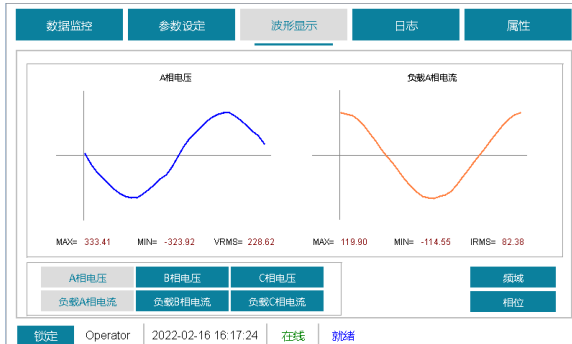 数据监控 参数设定 波形显示 日志 属性
A相电压 负载A相电流
MAX= 333.41 MIN= -323.92 VRMS= 228.62 MAX= 119.90 MIN= -114.55 IRMS= 82.38
A相电压 B相电压 C相电压 频域
负载A相电流 负载B相电流 负载C相电流 相位
锁定 Operator 2022-02-16 16:17:24 在线 就绪